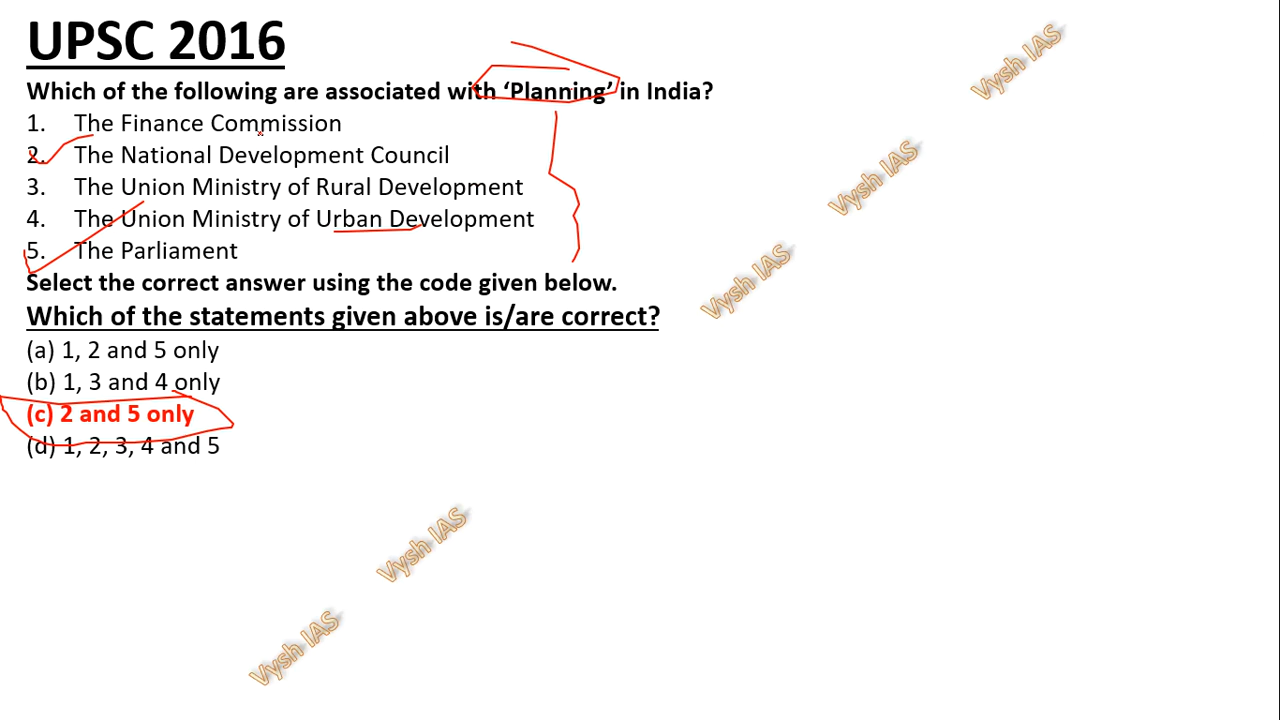 UPSC 2016
Which of the following are associated with ‘Planning’ in India?
1. The Finance Commission
2. The National Development Council
3. The Union Ministry of Rural Development
4. The Union Ministry of Urban Development
5. The Parliament
Select the correct answer using the code given below.
Which of the statements given above is/are correct?
(a) 1, 2 and 5 only
(b) 1, 3 and 4 only
(c) 2 and 5 only
(d) 1, 2, 3, 4 and 5
Vysh IAS
Vysh IAS
Vysh IAS
Vysh IAS
Vysh IAS